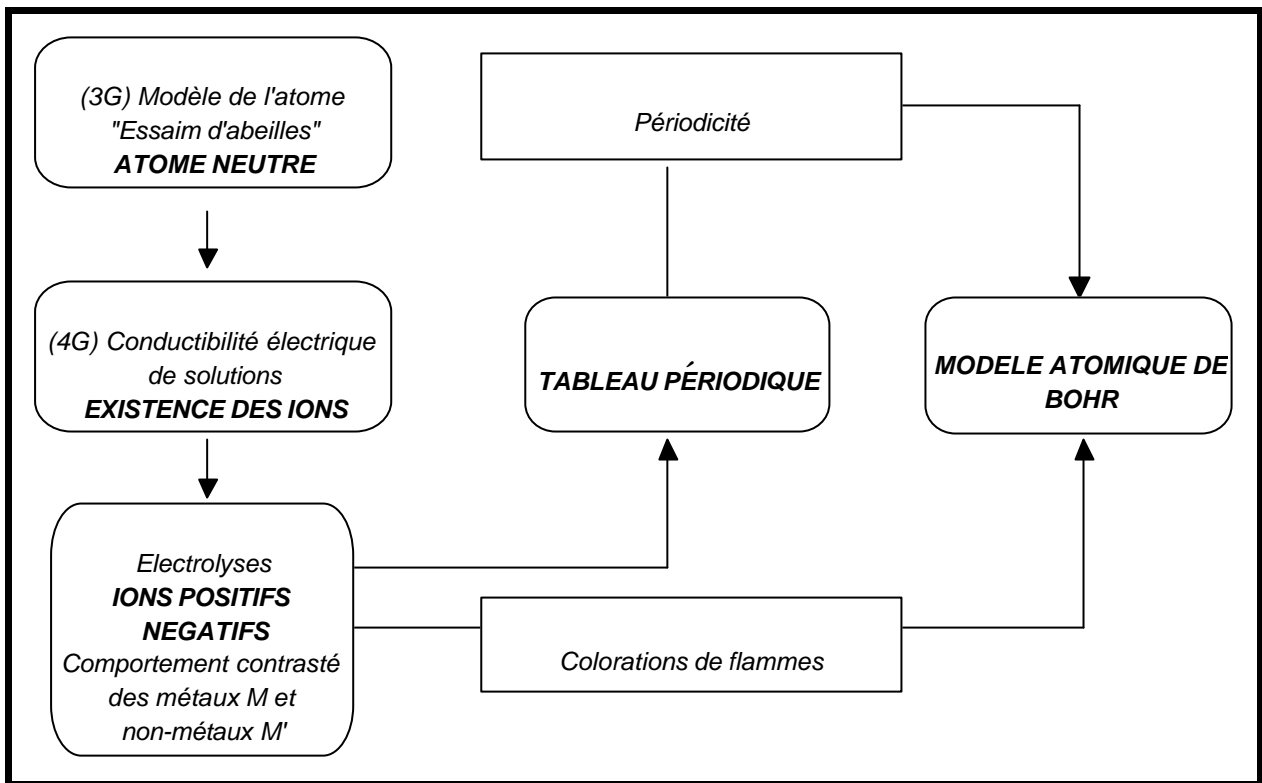 (3G) Modèle de l'atome
"Essaim d'abeilles"
ATOME NEUTRE
(4G) Conductibilité électrique
de solutions
EXISTENCE DES IONS
Electrolyses
IONS POSITIFS
NEGATIFS
Comportement contrasté
des métaux M et
non-métaux M'
Périodicité
TABLEAU PÉRIODIQUE
Colorations de flammes
MODELE ATOMIQUE DE
BOHR